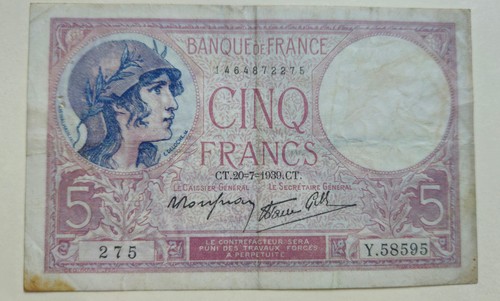 BANQUE DE FRANCE
1464872275
CINQ
FRANCS
CT.20=7=1939.CT.
LE CAISSIER GÉNÉRAL LE SECRÉTAIRE GÉNÉRAL
5 5
275 Y.58595
LE CONTREFACTEUR SERA
PUNI DES TRAVAUX FORCÉS
A PERPÉTUITÉ